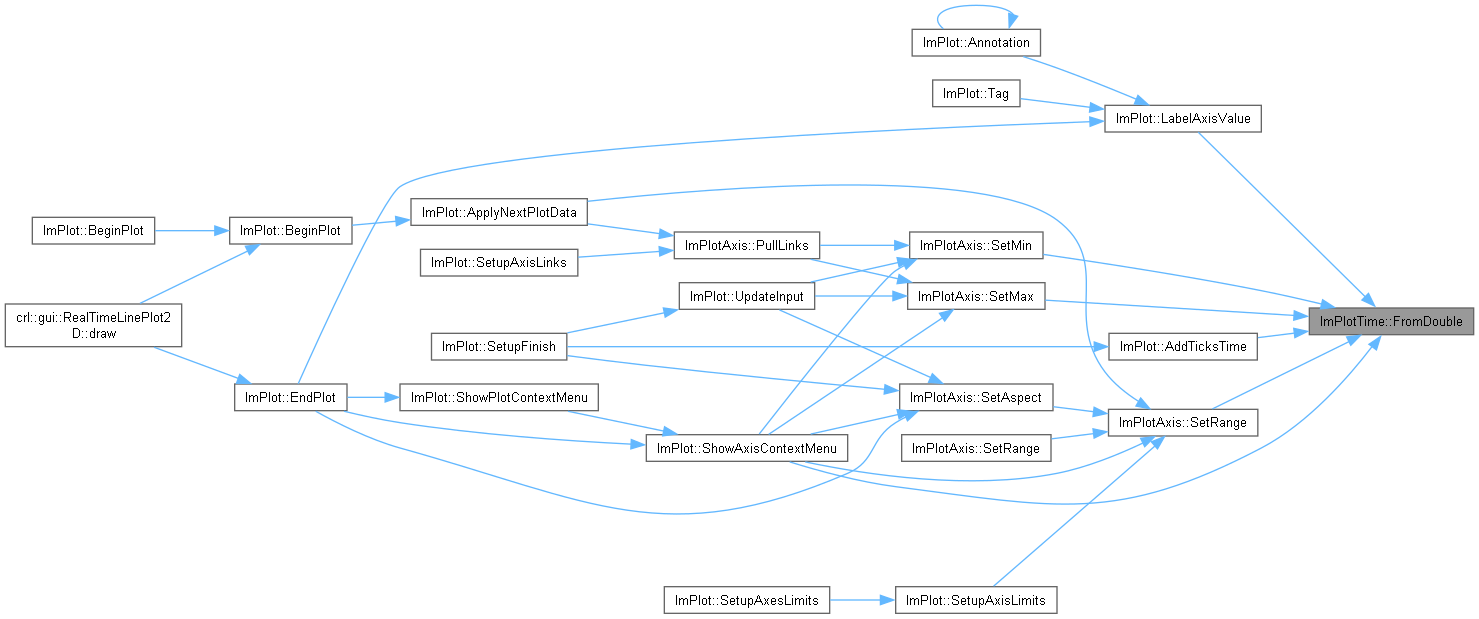 ImPlot::Annotation
ImPlot::Tag
ImPlot::LabelAxisValue
ImPlot::ApplyNextPlotData
ImPlot::BeginPlot
ImPlot::BeginPlot
ImPlotAxis::PullLinks
ImPlotAxis::SetMin
ImPlot::SetupAxisLinks
ImPlot::UpdateInput
ImPlotAxis::SetMax
crl::gui::RealTimeLinePlot2
D::draw
ImPlotTime::FromDouble
ImPlot::SetupFinish
ImPlot::AddTicksTime
ImPlot::EndPlot
ImPlot::ShowPlotContextMenu
ImPlotAxis::SetAspect
ImPlotAxis::SetRange
ImPlot::ShowAxisContextMenu
ImPlotAxis::SetRange
ImPlot::SetupAxesLimits
ImPlot::SetupAxisLimits